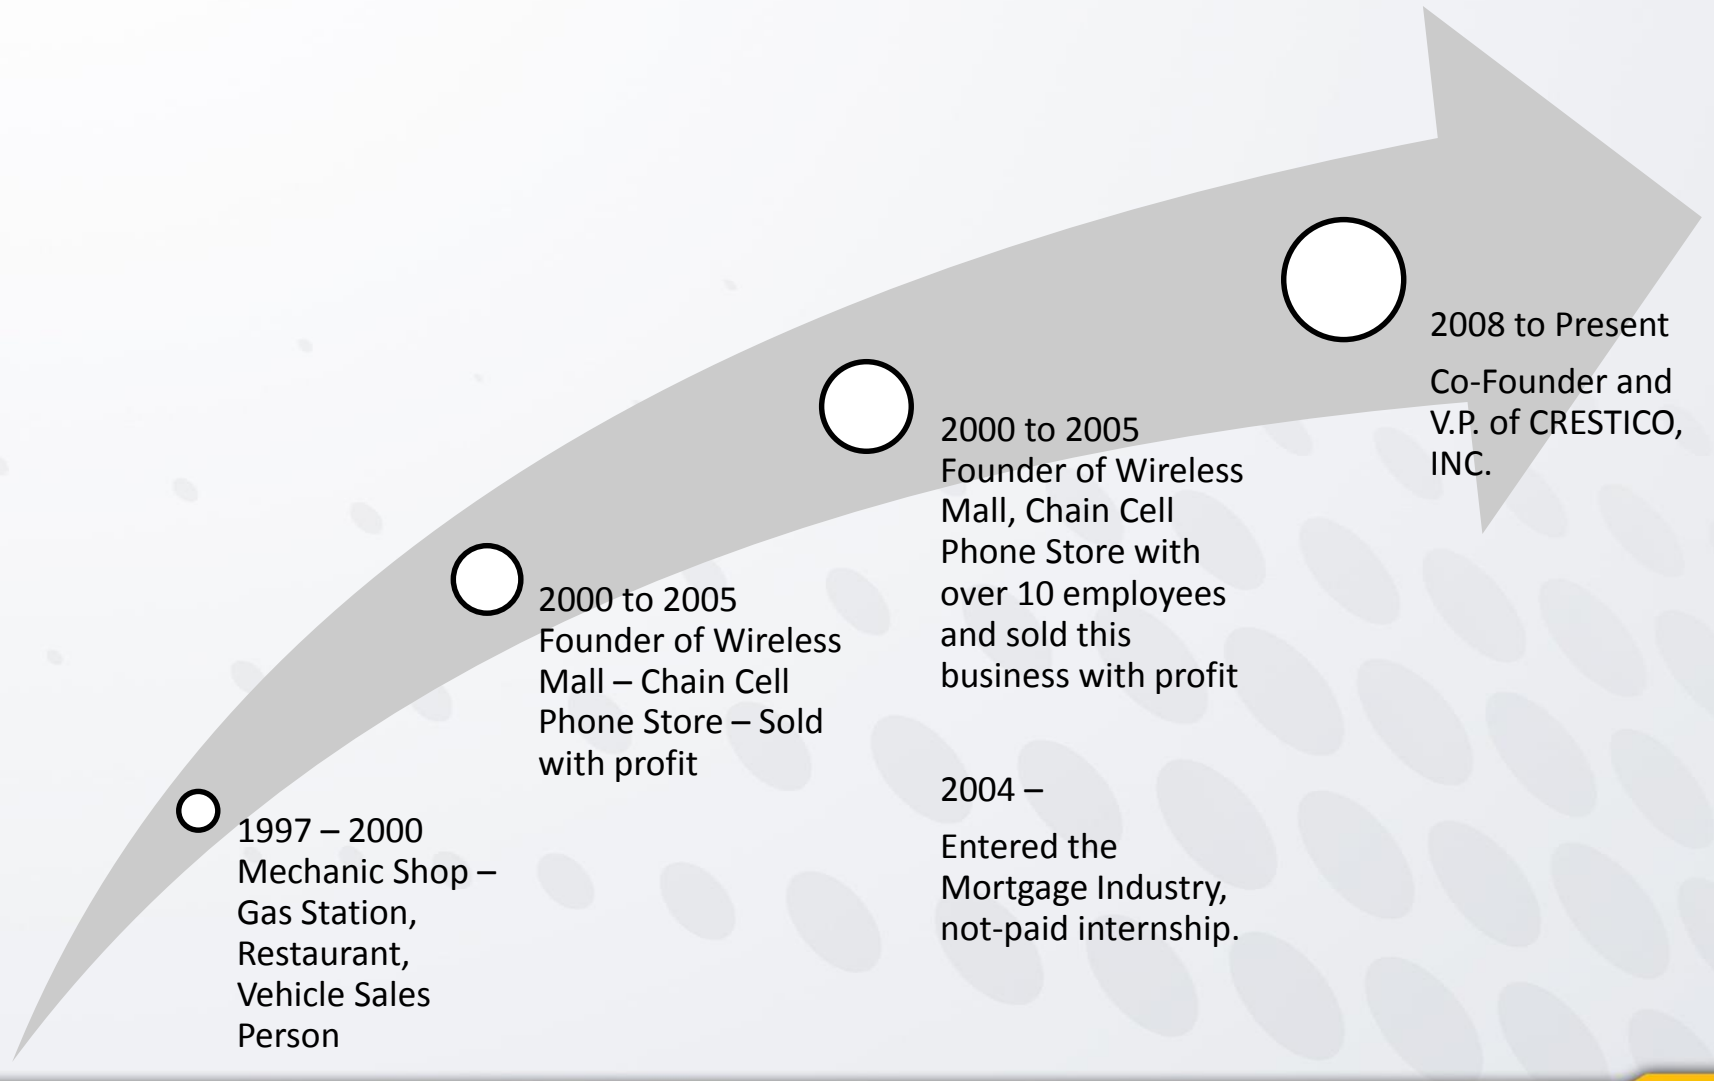 1997 – 2000
Mechanic Shop –
Gas Station,
Restaurant,
Vehicle Sales
Person
2000 to 2005
Founder of Wireless
Mall – Chain Cell
Phone Store – Sold
with profit
2000 to 2005
Founder of Wireless
Mall, Chain Cell
Phone Store with
over 10 employees
and sold this
business with profit
2004 –
Entered the
Mortgage Industry,
not-paid internship.
2008 to Present
Co-Founder and
V.P. of CRESTICO,
INC.